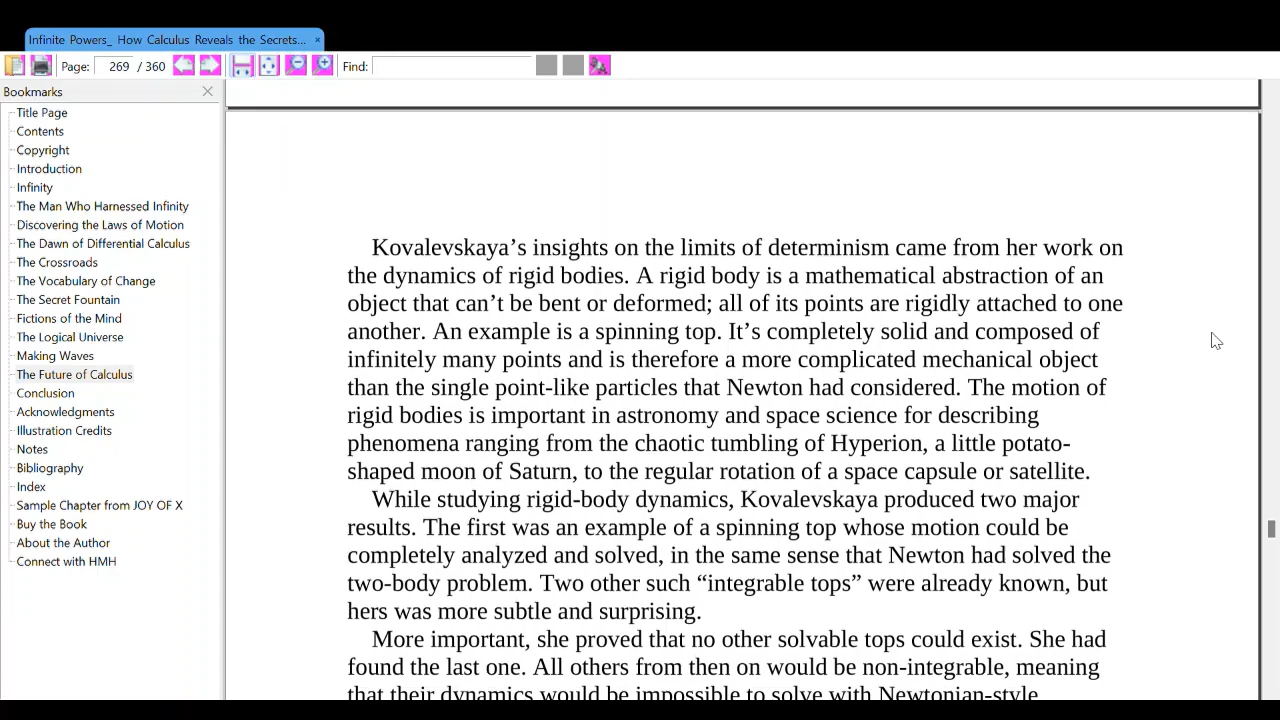 Infinite Powers_ How Calculus Reveals the Secrets... ×
Page: 269 / 360 Find:
Bookmarks
Title Page
Contents
Copyright
Introduction
Infinity
The Man Who Harnessed Infinity
Discovering the Laws of Motion
The Dawn of Differential Calculus
The Crossroads
The Vocabulary of Change
The Secret Fountain
Fictions of the Mind
The Logical Universe
Making Waves
The Future of Calculus
Conclusion
Acknowledgments
Illustration Credits
Notes
Bibliography
Index
Sample Chapter from JOY OF X
Buy the Book
About the Author
Connect with HMH
Kovalevskaya’s insights on the limits of determinism came from her work on
the dynamics of rigid bodies. A rigid body is a mathematical abstraction of an
object that can’t be bent or deformed; all of its points are rigidly attached to one
another. An example is a spinning top. It’s completely solid and composed of
infinitely many points and is therefore a more complicated mechanical object
than the single point-like particles that Newton had considered. The motion of
rigid bodies is important in astronomy and space science for describing
phenomena ranging from the chaotic tumbling of Hyperion, a little potato-
shaped moon of Saturn, to the regular rotation of a space capsule or satellite.
While studying rigid-body dynamics, Kovalevskaya produced two major
results. The first was an example of a spinning top whose motion could be
completely analyzed and solved, in the same sense that Newton had solved the
two-body problem. Two other such “integrable tops” were already known, but
hers was more subtle and surprising.
More important, she proved that no other solvable tops could exist. She had
found the last one. All others from then on would be non-integrable, meaning
that their dynamics would be impossible to solve with Newtonian-style